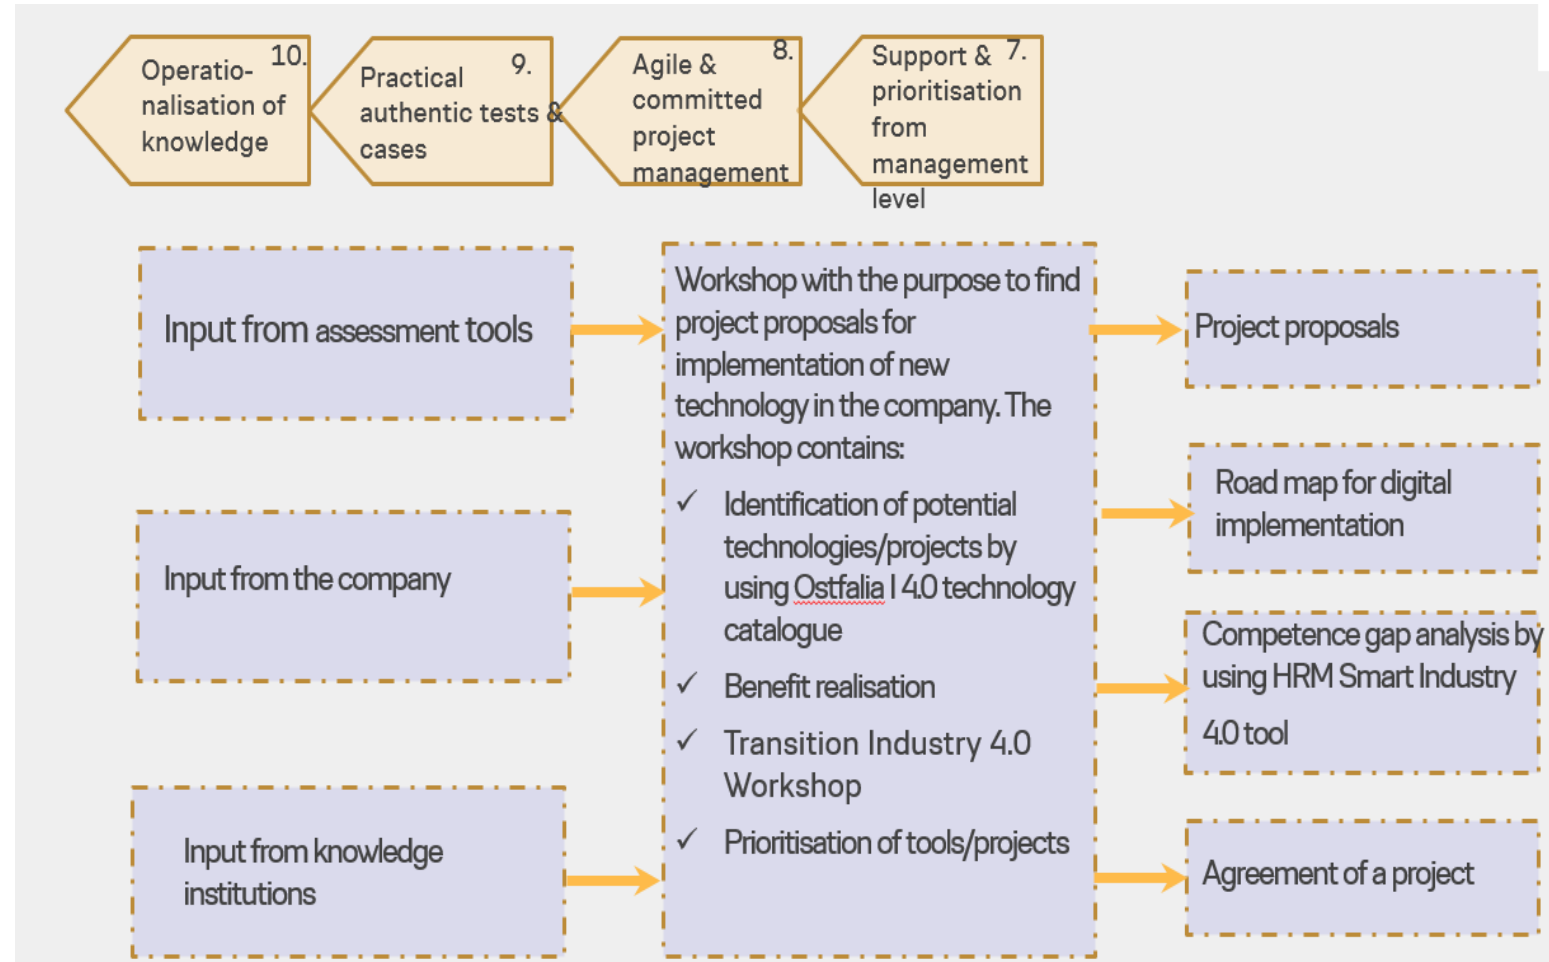 10.
Operatio-
nalisation of
knowledge
9.
Practical
authentic tests &
cases
8.
Agile &
committed
project
management
7.
Support &
prioritisation
from
management
level
Input from assessment tools
Input from the company
Input from knowledge
institutions
Workshop with the purpose to find
project proposals for
implementation of new
technology in the company. The
workshop contains:
✓ Identification of potential
technologies/projects by
using Ostfalia I 4.0 technology
catalogue
✓ Benefit realisation
✓ Transition Industry 4.0
Workshop
✓ Prioritisation of tools/projects
Project proposals
Road map for digital
implementation
Competence gap analysis by
using HRM Smart Industry
4.0 tool
Agreement of a project